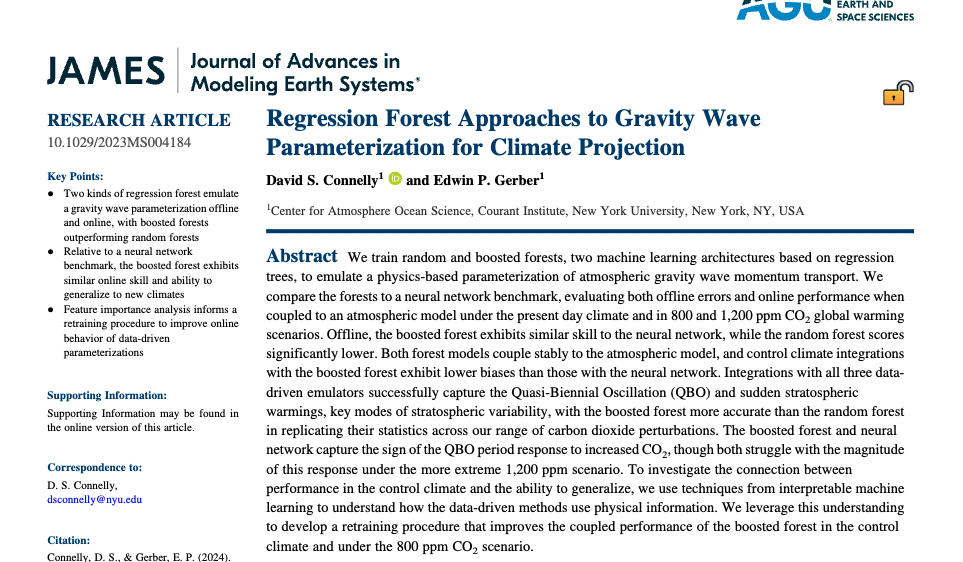 AGU
EARTH AND
SPACE SCIENCES
JAMES
Journal of Advances in
Modeling Earth Systems*
RESEARCH ARTICLE
10.1029/2023MS004184
Key Points:
• Two kinds of regression forest emulate
a gravity wave parameterization offline
and online, with boosted forests
outperforming random forests
• Relative to a neural network
benchmark, the boosted forest exhibits
similar online skill and ability to
generalize to new climates
• Feature importance analysis informs a
retraining procedure to improve online
behavior of data-driven
parameterizations
Supporting Information:
Supporting Information may be found in
the online version of this article.
Correspondence to:
D. S. Connelly,
dsconnelly@nyu.edu
Citation:
Connelly, D. S., & Gerber, E. P. (2024).
Regression Forest Approaches to Gravity Wave
Parameterization for Climate Projection
David S. Connelly¹ iD and Edwin P. Gerber¹
¹Center for Atmosphere Ocean Science, Courant Institute, New York University, New York, NY, USA
Abstract We train random and boosted forests, two machine learning architectures based on regression
trees, to emulate a physics-based parameterization of atmospheric gravity wave momentum transport. We
compare the forests to a neural network benchmark, evaluating both offline errors and online performance when
coupled to an atmospheric model under the present day climate and in 800 and 1,200 ppm CO₂ global warming
scenarios. Offline, the boosted forest exhibits similar skill to the neural network, while the random forest scores
significantly lower. Both forest models couple stably to the atmospheric model, and control climate integrations
with the boosted forest exhibit lower biases than those with the neural network. Integrations with all three data-
driven emulators successfully capture the Quasi-Biennial Oscillation (QBO) and sudden stratospheric
warmings, key modes of stratospheric variability, with the boosted forest more accurate than the random forest
in replicating their statistics across our range of carbon dioxide perturbations. The boosted forest and neural
network capture the sign of the QBO period response to increased CO₂, though both struggle with the magnitude
of this response under the more extreme 1,200 ppm scenario. To investigate the connection between
performance in the control climate and the ability to generalize, we use techniques from interpretable machine
learning to understand how the data-driven methods use physical information. We leverage this understanding
to develop a retraining procedure that improves the coupled performance of the boosted forest in the control
climate and under the 800 ppm CO₂ scenario.